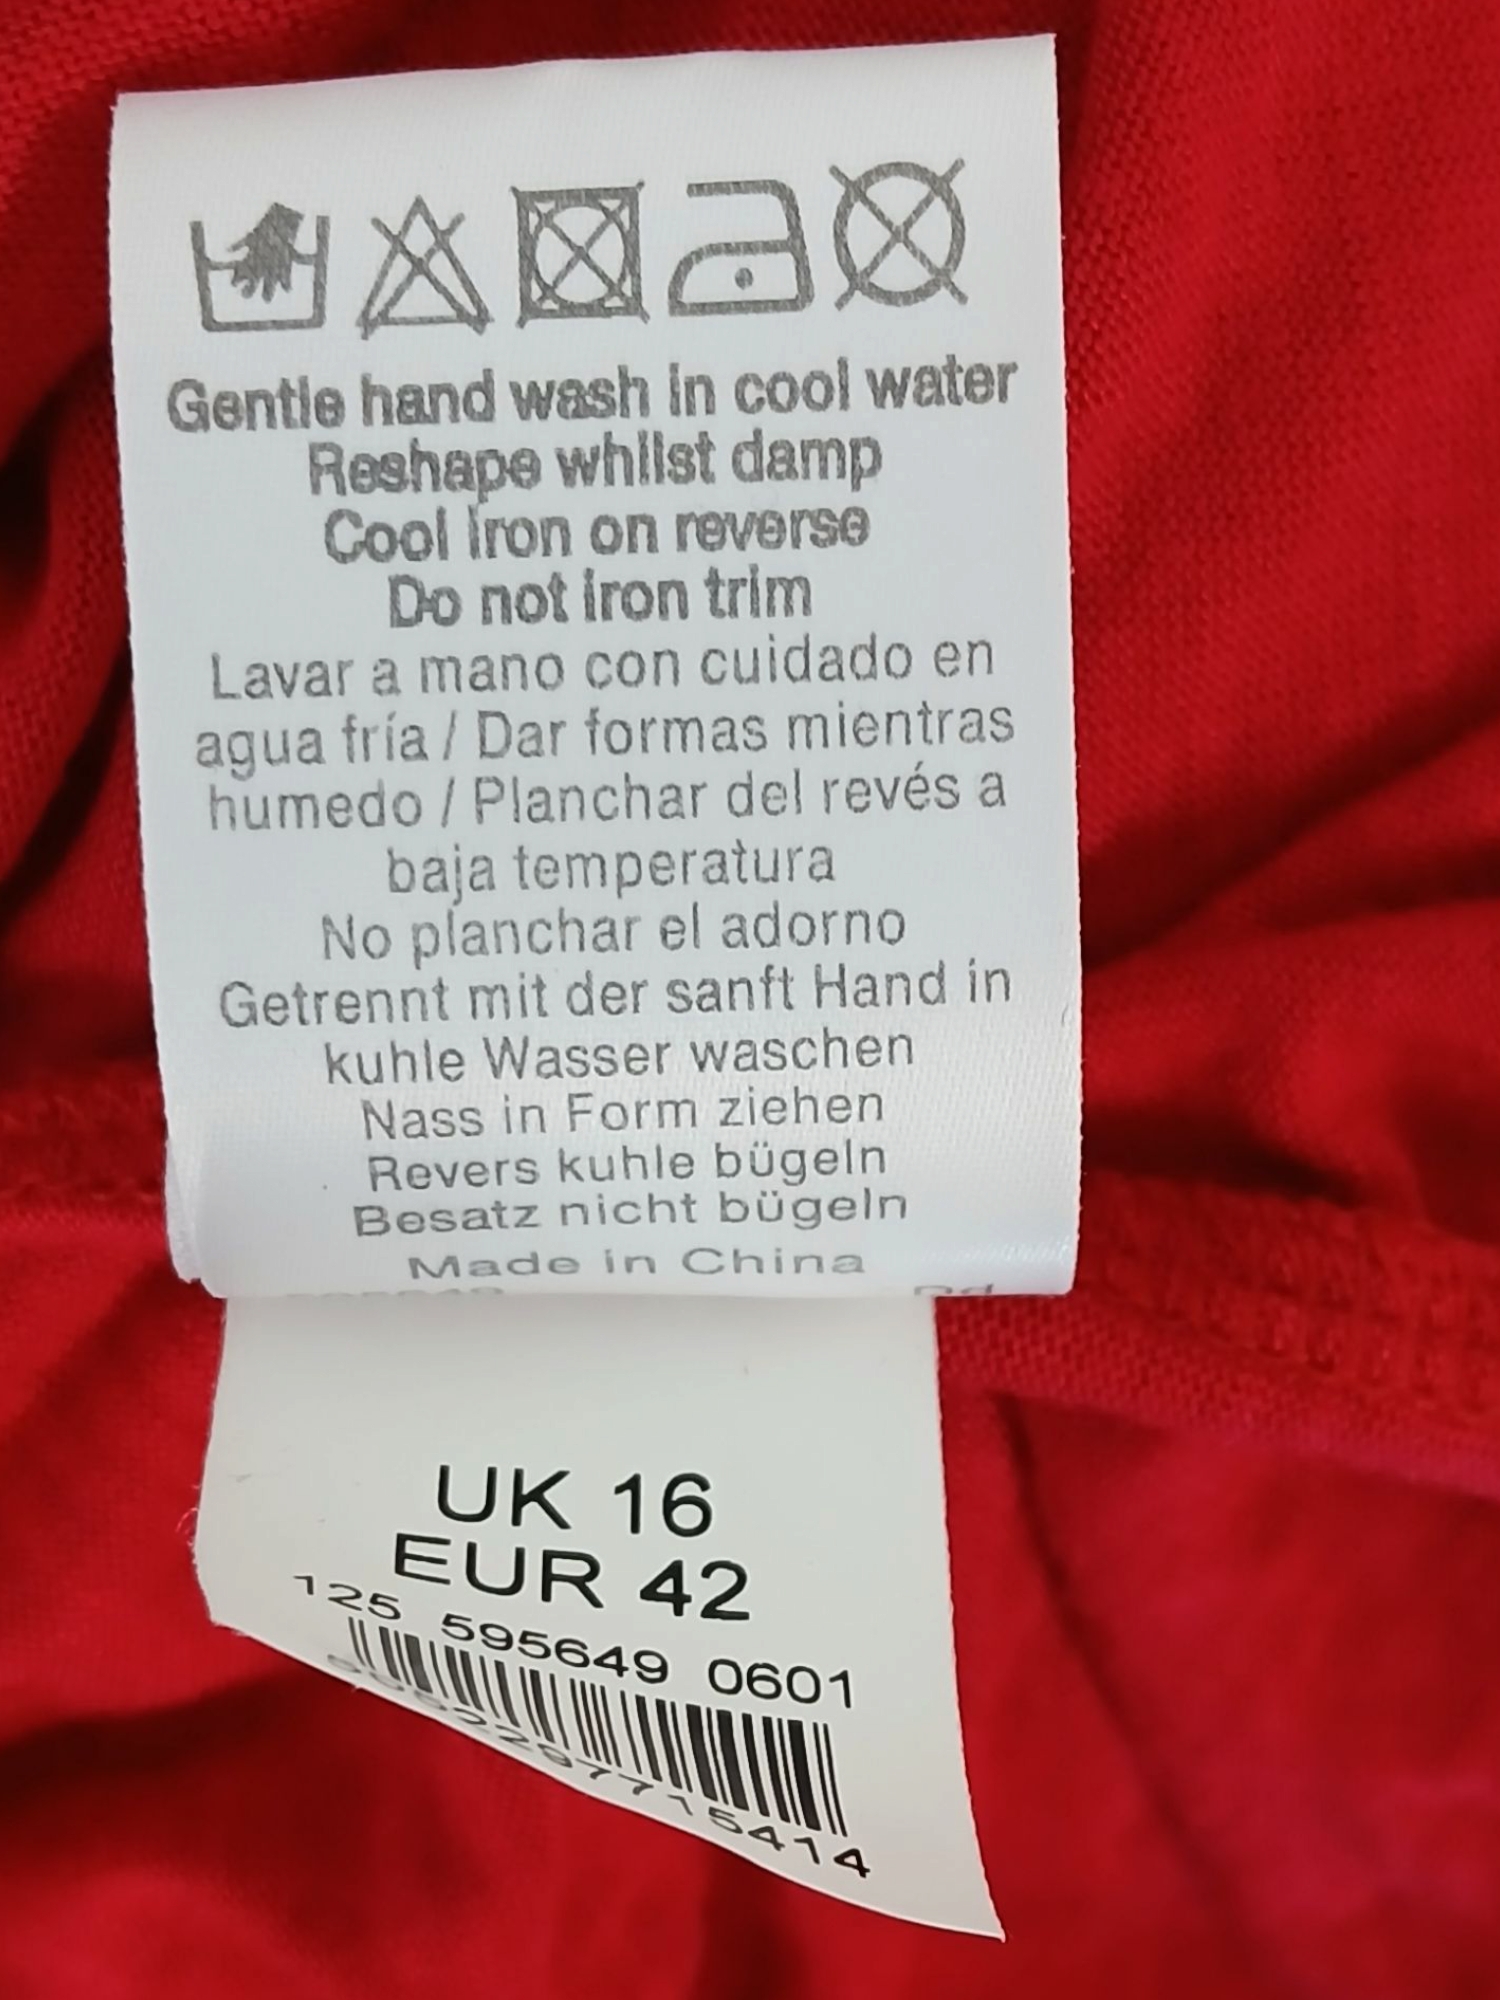 Gentle hand wash in cool water
Reshape whilst damp
Cool iron on reverse
Do not iron trim
Lavar a mano con cuidado en
agua fría / Dar formas mientras
humedo / Planchar del revés a
baja temperatura
No planchar el adorno
Getrennt mit der sanft Hand in
kuhle Wasser waschen
Nass in Form ziehen
Revers kuhle bügeln
Besatz nicht bügeln
Made in China
UK 16
EUR 42
125 595649 0601